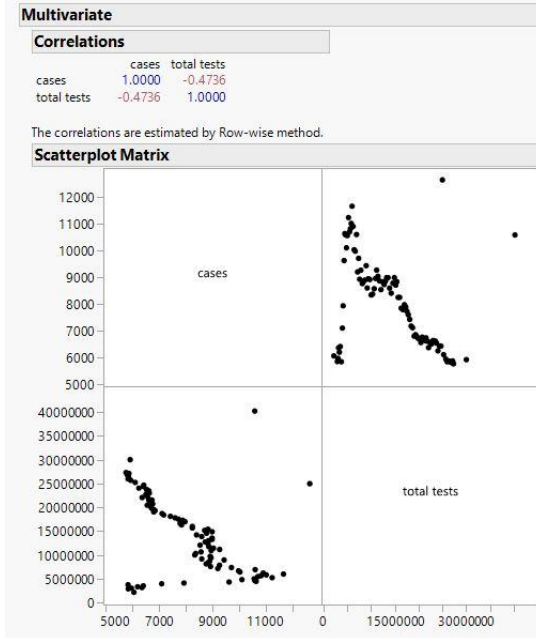 Multivariate
Correlations
cases total tests
cases 1.0000 -0.4736
total tests -0.4736 1.0000
The correlations are estimated by Row-wise method.
Scatterplot Matrix
12000
11000
10000
9000
8000
7000
6000
5000
cases
40000000
35000000
30000000
25000000
20000000
15000000
10000000
5000000
0
total tests
5000 7000 9000 11000 0 15000000 30000000